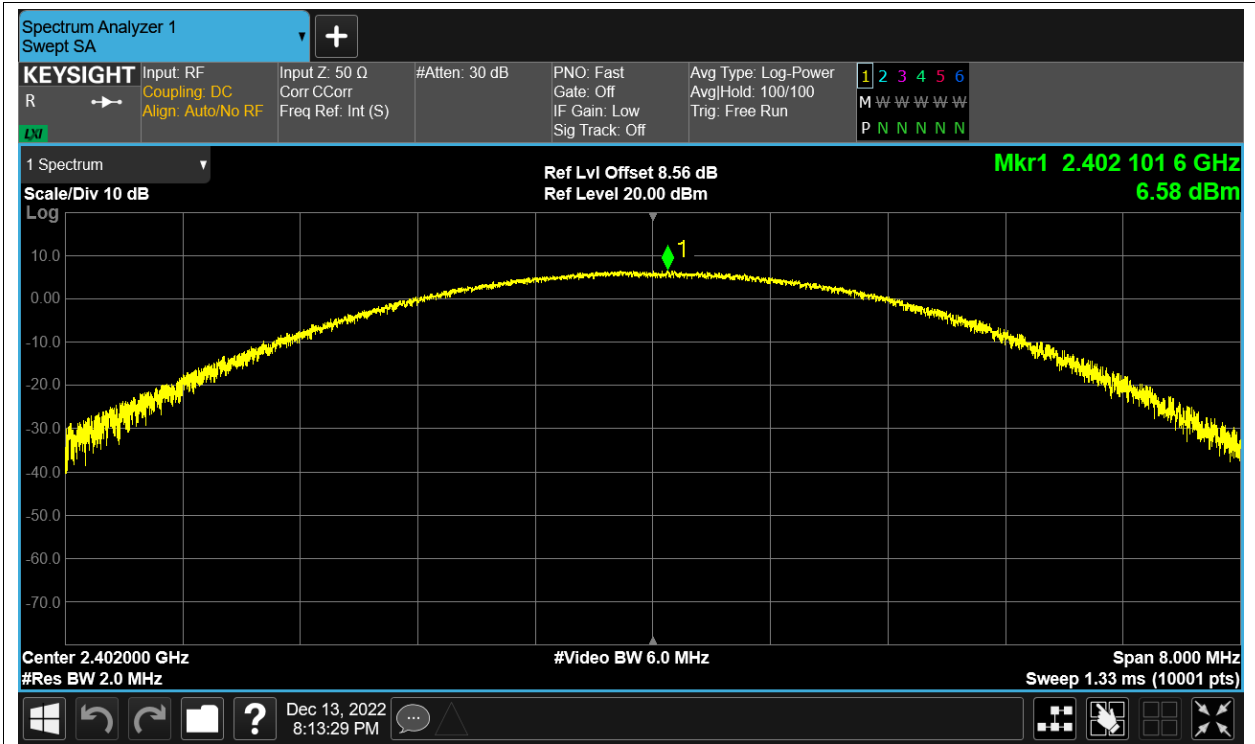 Spectrum Analyzer 1
Swept SA
+
KEYSIGHT
R
LXI
Input: RF
Coupling: DC
Align: Auto/No RF
Input Z: 50 Ω
Corr CCorr
Freq Ref: Int (S)
#Atten: 30 dB
PNO: Fast
Gate: Off
IF Gain: Low
Sig Track: Off
Avg Type: Log-Power
Avg|Hold: 100/100
Trig: Free Run
1 2 3 4 5 6
M W W W W W
P N N N N N
1 Spectrum
Scale/Div 10 dB
Log
Ref Lvl Offset 8.56 dB
Ref Level 20.00 dBm
Mkr1 2.402 101 6 GHz
6.58 dBm
1
10.0
0.00
-10.0
-20.0
-30.0
-40.0
-50.0
-60.0
-70.0
Center 2.402000 GHz
#Res BW 2.0 MHz
#Video BW 6.0 MHz
Span 8.000 MHz
Sweep 1.33 ms (10001 pts)
?
Dec 13, 2022
8:13:29 PM